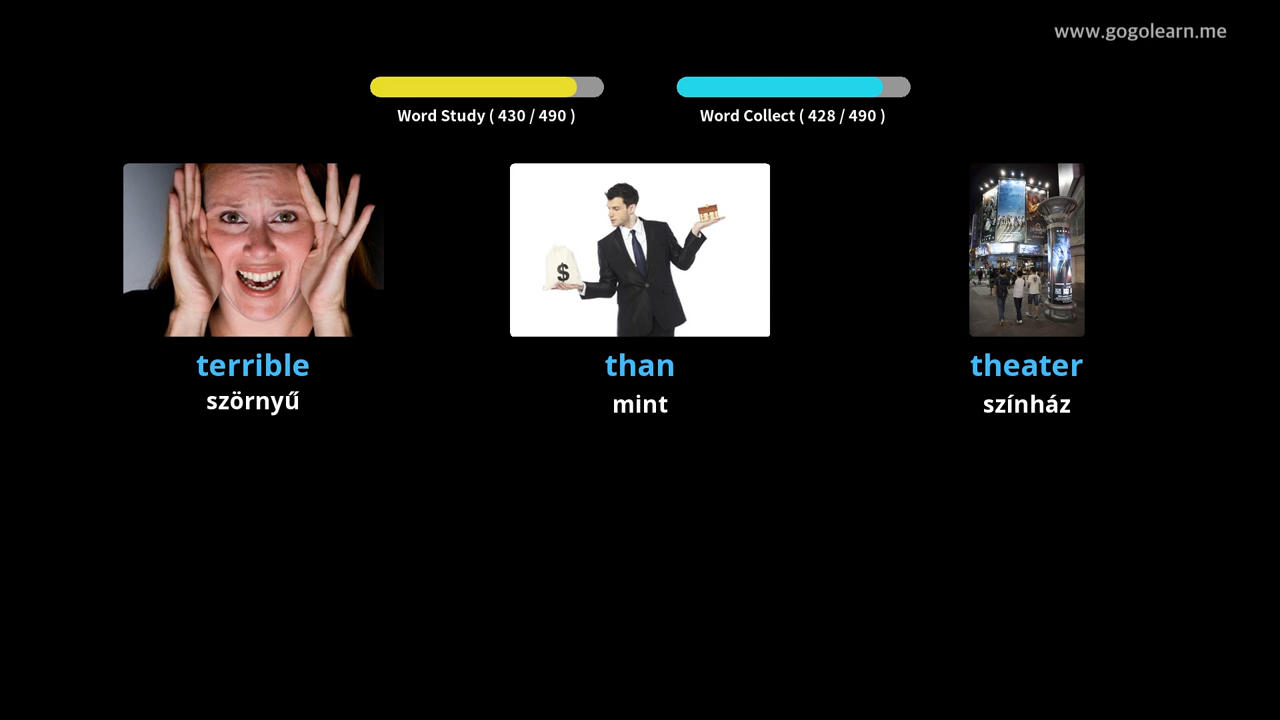 www.gogolearn.me
Word Study ( 430 / 490 )
Word Collect ( 428 / 490 )
$
terrible
szörnyű
than
mint
theater
színház